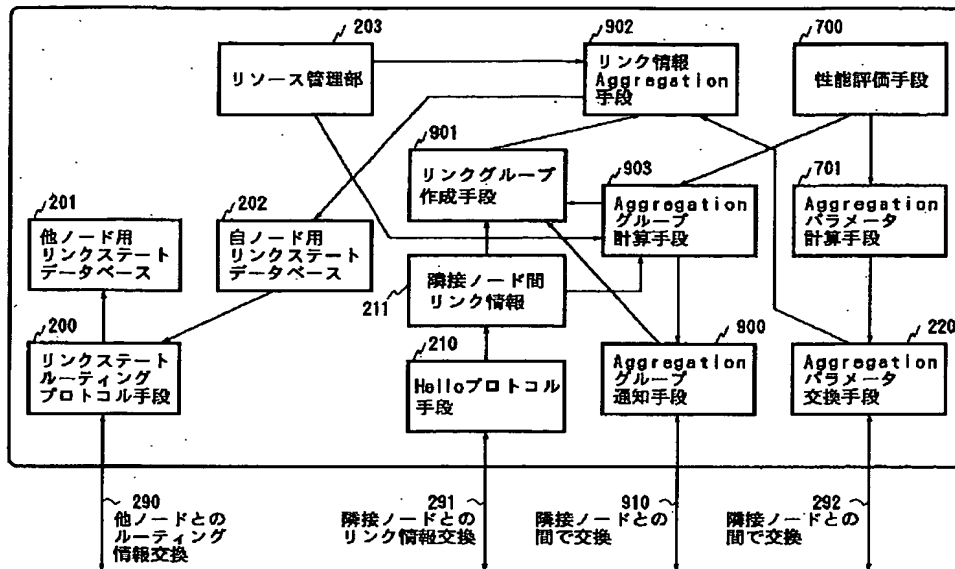 203
リソース管理部
902
リンク情報
Aggregation
手段
700
性能評価手段
901
リンクグループ
作成手段
903
Aggregation
グループ
計算手段
701
Aggregation
パラメータ
計算手段
201
他ノード用
リンクステート
データベース
202
自ノード用
リンクステート
データベース
211
隣接ノード間
リンク情報
200
リンクステート
ルーティング
プロトコル手段
210
Helloプロトコル
手段
900
Aggregation
グループ
通知手段
220
Aggregation
パラメータ
交換手段
290
他ノードとの
ルーティング
情報交換
291
隣接ノードとの
リンク情報交換
910
隣接ノードとの
間で交換
292
隣接ノードとの
間で交換